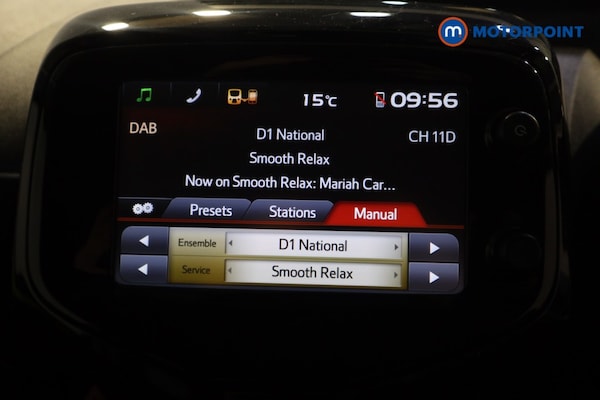 m MOTORPOINT
15°C 09:56
DAB D1 National CH 11D
Smooth Relax
Now on Smooth Relax: Mariah Car...
Presets Stations Manual
Ensemble D1 National
Service Smooth Relax